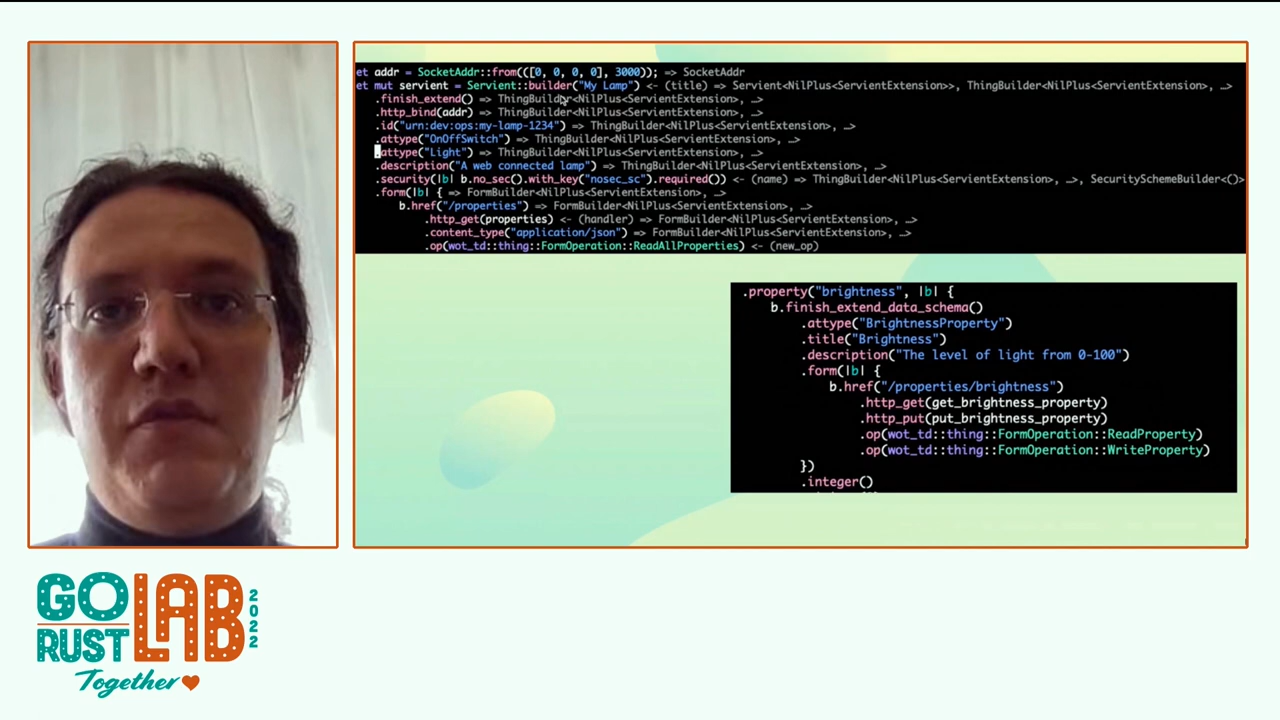 et addr = SocketAddr::from(([0, 0, 0, 0], 3000)); => SocketAddr
et mut servient = Servient::builder("My Lamp") <- (title) => Servient<NilPlus<ServientExtension>>, ThingBuilder<NilPlus<ServientExtension>, …>
.finish_extend() => ThingBuilder<NilPlus<ServientExtension>, …>
.http_bind(addr) => ThingBuilder<NilPlus<ServientExtension>, …>
.id("urn:dev:ops:my-lamp-1234") => ThingBuilder<NilPlus<ServientExtension>, …>
.attype("OnOffSwitch") => ThingBuilder<NilPlus<ServientExtension>, …>
.attype("Light") => ThingBuilder<NilPlus<ServientExtension>, …>
.description("A web connected lamp") => ThingBuilder<NilPlus<ServientExtension>, …>
.security(|b| b.no_sec().with_key("nosec_sc").required()) <- (name) => ThingBuilder<NilPlus<ServientExtension>, …>, SecuritySchemeBuilder<()>
.form(|b| { => FormBuilder<NilPlus<ServientExtension>, …>
b.href("/properties") => FormBuilder<NilPlus<ServientExtension>, …>
.http_get(properties) <- (handler) => FormBuilder<NilPlus<ServientExtension>, …>
.content_type("application/json") => FormBuilder<NilPlus<ServientExtension>, …>
.op(wot_td::thing::FormOperation::ReadAllProperties) <- (new_op)
.property("brightness", |b| {
b.finish_extend_data_schema()
.attype("BrightnessProperty")
.title("Brightness")
.description("The level of light from 0-100")
.form(|b| {
b.href("/properties/brightness")
.http_get(get_brightness_property)
.http_put(put_brightness_property)
.op(wot_td::thing::FormOperation::ReadProperty)
.op(wot_td::thing::FormOperation::WriteProperty)
})
.integer()
GO LAB 2022
RUST
Together